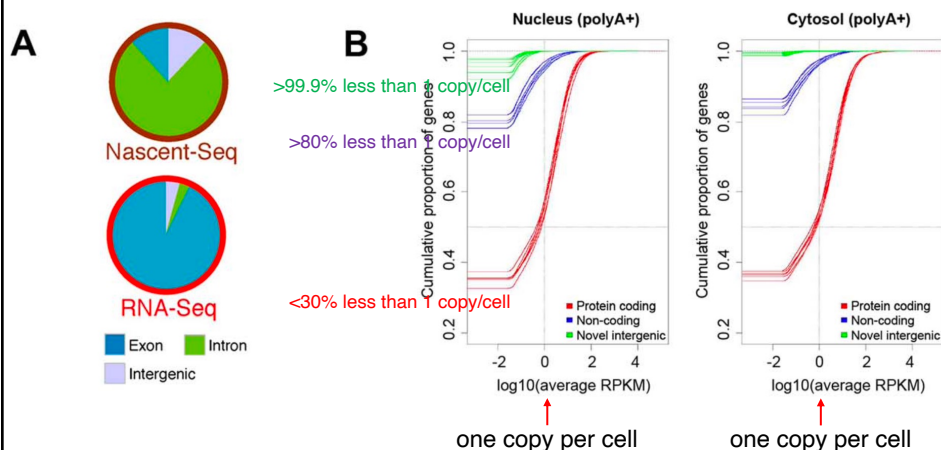 A
Nascent-Seq
RNA-Seq
Exon
Intron
Intergenic
B
>99.9% less than 1 copy/cell
>80% less than 1 copy/cell
<30% less than 1 copy/cell
Nucleus (polyA+)
Cumulative proportion of genes
1.0
0.8
0.6
0.4
0.2
Protein coding
Non-coding
Novel intergenic
-2 0 2 4
log10(average RPKM)
one copy per cell
Cytosol (polyA+)
Cumulative proportion of genes
1.0
0.8
0.6
0.4
0.2
Protein coding
Non-coding
Novel intergenic
-2 0 2 4
log10(average RPKM)
one copy per cell